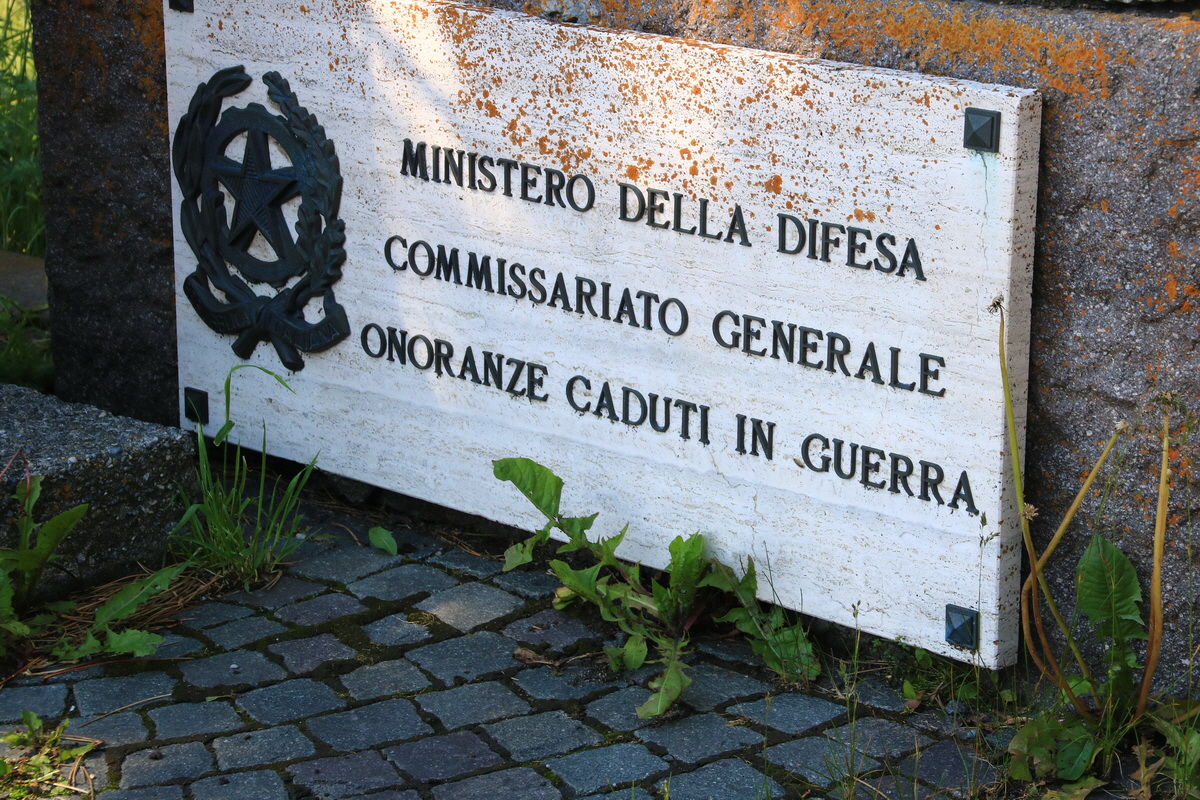 MINISTERO DELLA DIFESA
COMMISSARIATO GENERALE
ONORANZE CADUTI IN GUERRA